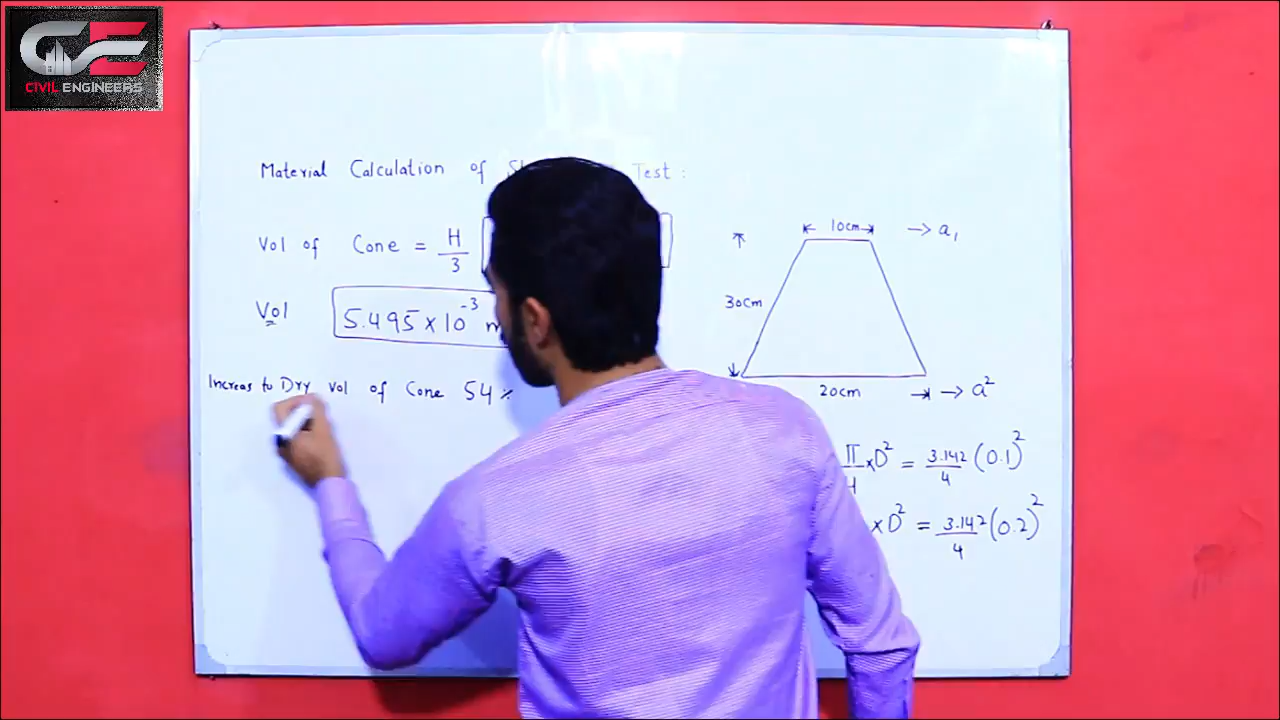 CIVIL ENGINEERS
Material Calculation of Test :
Vol of Cone = H/3
Vol 5.495 × 10⁻³
Increas to Dry vol of Cone 54 %
10cm → a₁
30cm
20cm → a²
π/4 × D² = 3.142/4 (0.1)²
× D² = 3.142/4 (0.2)²